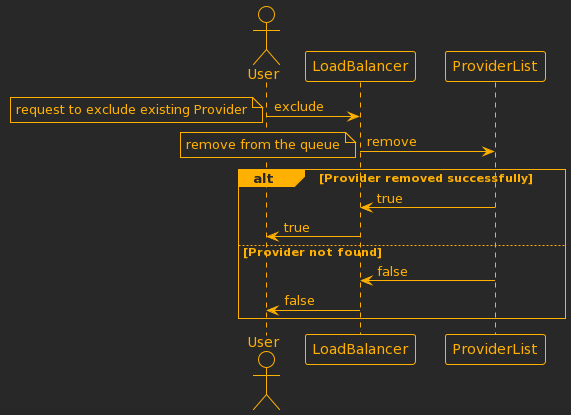 User
LoadBalancer
ProviderList
request to exclude existing Provider
exclude
remove from the queue
remove
alt
[Provider removed successfully]
true
true
[Provider not found]
false
false
User
LoadBalancer
ProviderList